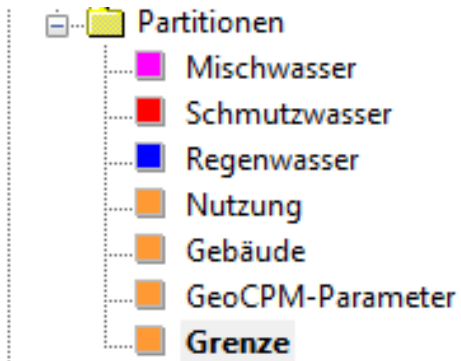 Partitionen
Mischwasser
Schmutzwasser
Regenwasser
Nutzung
Gebäude
GeoCPM-Parameter
Grenze